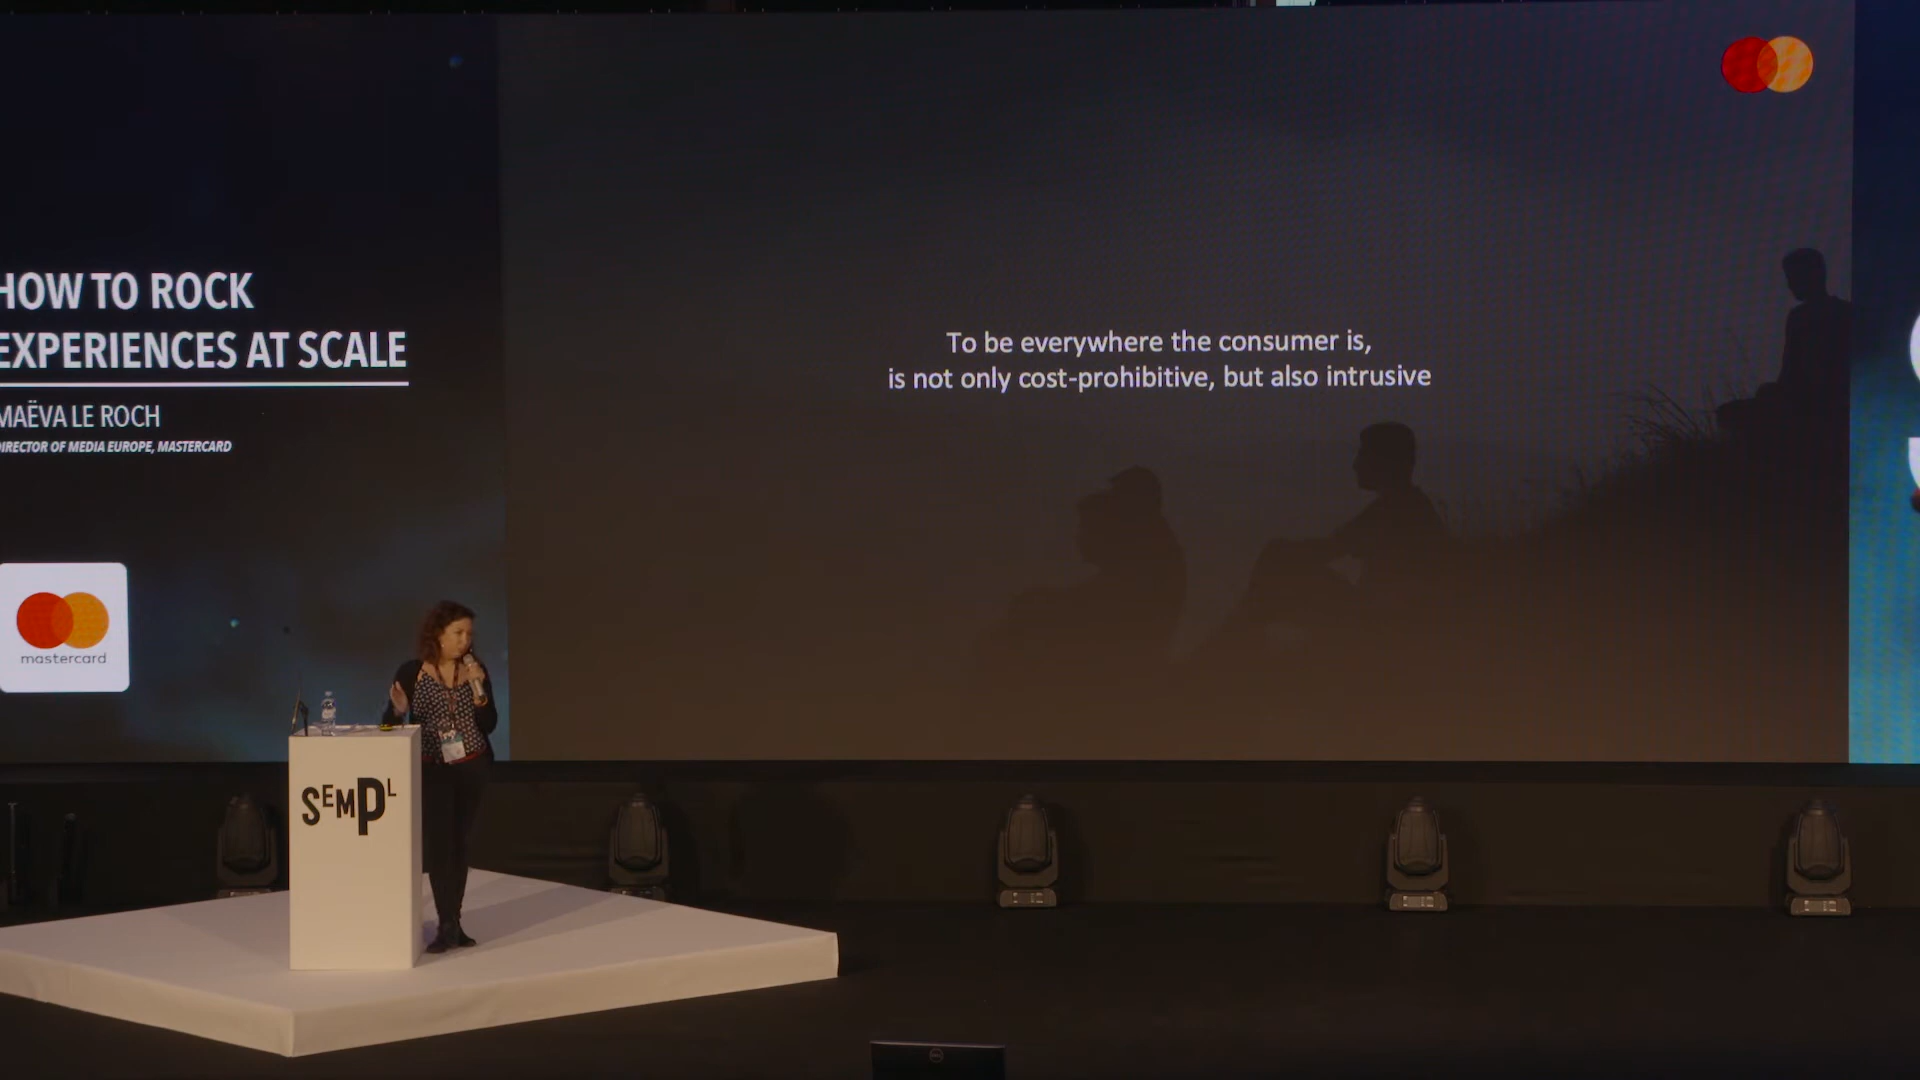 HOW TO ROCK
EXPERIENCES AT SCALE
MAËVA LE ROCH
DIRECTOR OF MEDIA EUROPE, MASTERCARD
mastercard
To be everywhere the consumer is,
is not only cost-prohibitive, but also intrusive
SEMPL
DELL